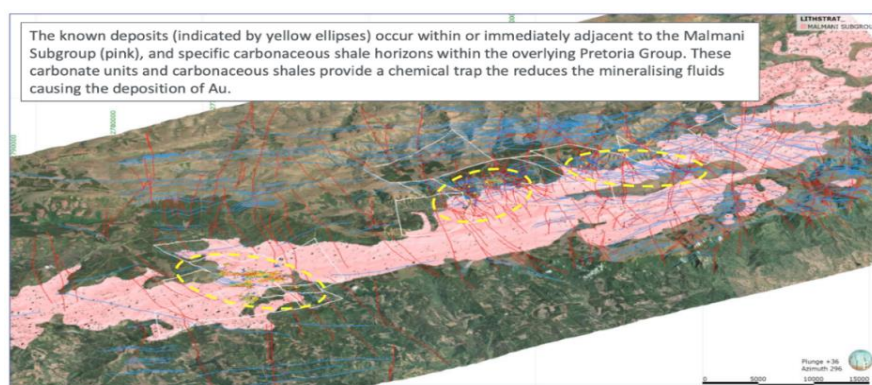 LITHSTRAT_
MALMANI SUBGROUP
The known deposits (indicated by yellow ellipses) occur within or immediately adjacent to the Malmani
Subgroup (pink), and specific carbonaceous shale horizons within the overlying Pretoria Group. These
carbonate units and carbonaceous shales provide a chemical trap the reduces the mineralising fluids
causing the deposition of Au.
Plunge +36
Azimuth 296
0 5000 10000 15000